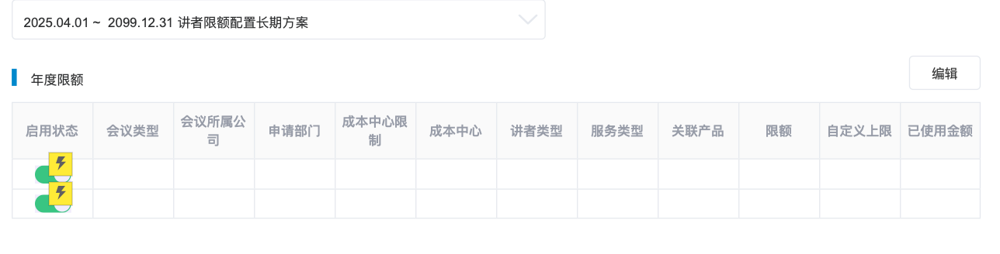 2025.04.01 ~ 2099.12.31 讲者限额配置长期方案
年度限额
编辑
启用状态
会议类型
会议所属公
司
申请部门
成本中心限
制
成本中心
讲者类型
服务类型
关联产品
限额
自定义上限
已使用金额